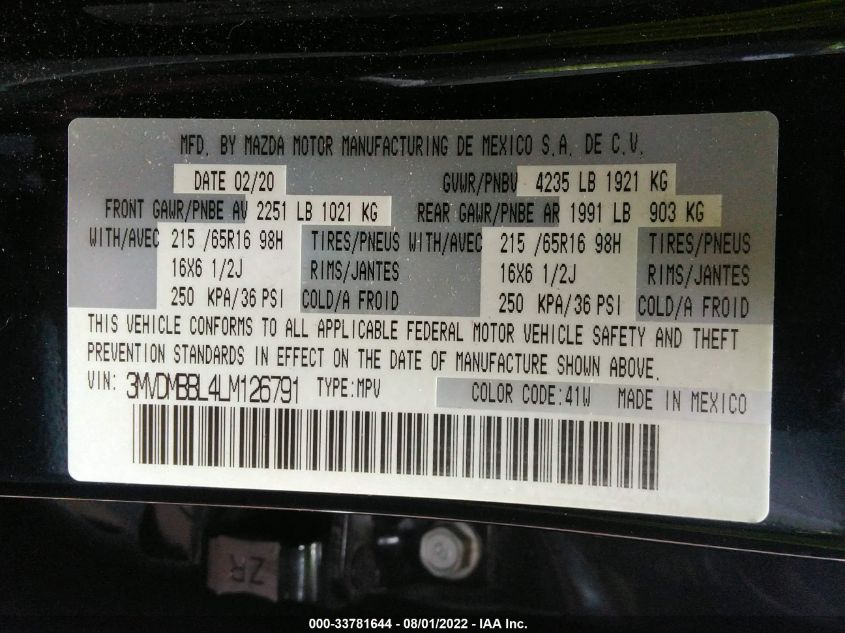 MFD. BY MAZDA MOTOR MANUFACTURING DE MEXICO S.A. DE C.V.
DATE 02/20 GVWR/PNBV 4235 LB 1921 KG
FRONT GAWR/PNBE AV 2251 LB 1021 KG REAR GAWR/PNBE AR 1991 LB 903 KG
WITH/AVEC 215 /65R16 98H TIRES/PNEUS WITH/AVEC 215 /65R16 98H TIRES/PNEUS
16X6 1/2J RIMS/JANTES 16X6 1/2J RIMS/JANTES
250 KPA/36 PSI COLD/A FROID 250 KPA/36 PSI COLD/A FROID
THIS VEHICLE CONFORMS TO ALL APPLICABLE FEDERAL MOTOR VEHICLE SAFETY AND THEFT
PREVENTION STANDARDS IN EFFECT ON THE DATE OF MANUFACTURE SHOWN ABOVE.
VIN: 3MVDMBBL4LM126791 TYPE:MPV COLOR CODE:41W MADE IN MEXICO
ZR
000-33781644 - 08/01/2022 - IAA Inc.